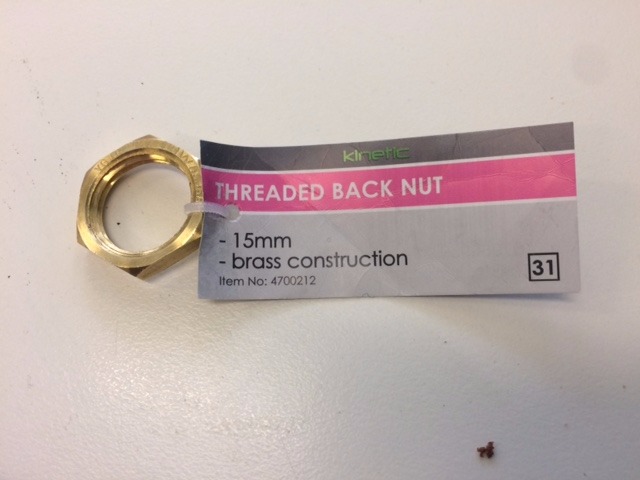 kinetic
THREADED BACK NUT
- 15mm
- brass construction
Item No: 4700212
31